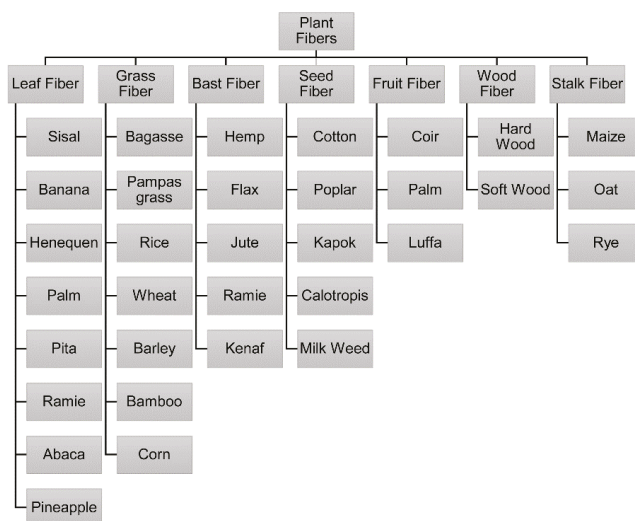 Plant
Fibers
Leaf Fiber
Grass
Fiber
Bast Fiber
Seed
Fiber
Fruit Fiber
Wood
Fiber
Stalk Fiber
Sisal
Banana
Henequen
Palm
Pita
Ramie
Abaca
Pineapple
Bagasse
Pampas
grass
Rice
Wheat
Barley
Bamboo
Corn
Hemp
Flax
Jute
Ramie
Kenaf
Cotton
Poplar
Kapok
Calotropis
Milk Weed
Coir
Palm
Luffa
Hard
Wood
Soft Wood
Maize
Oat
Rye